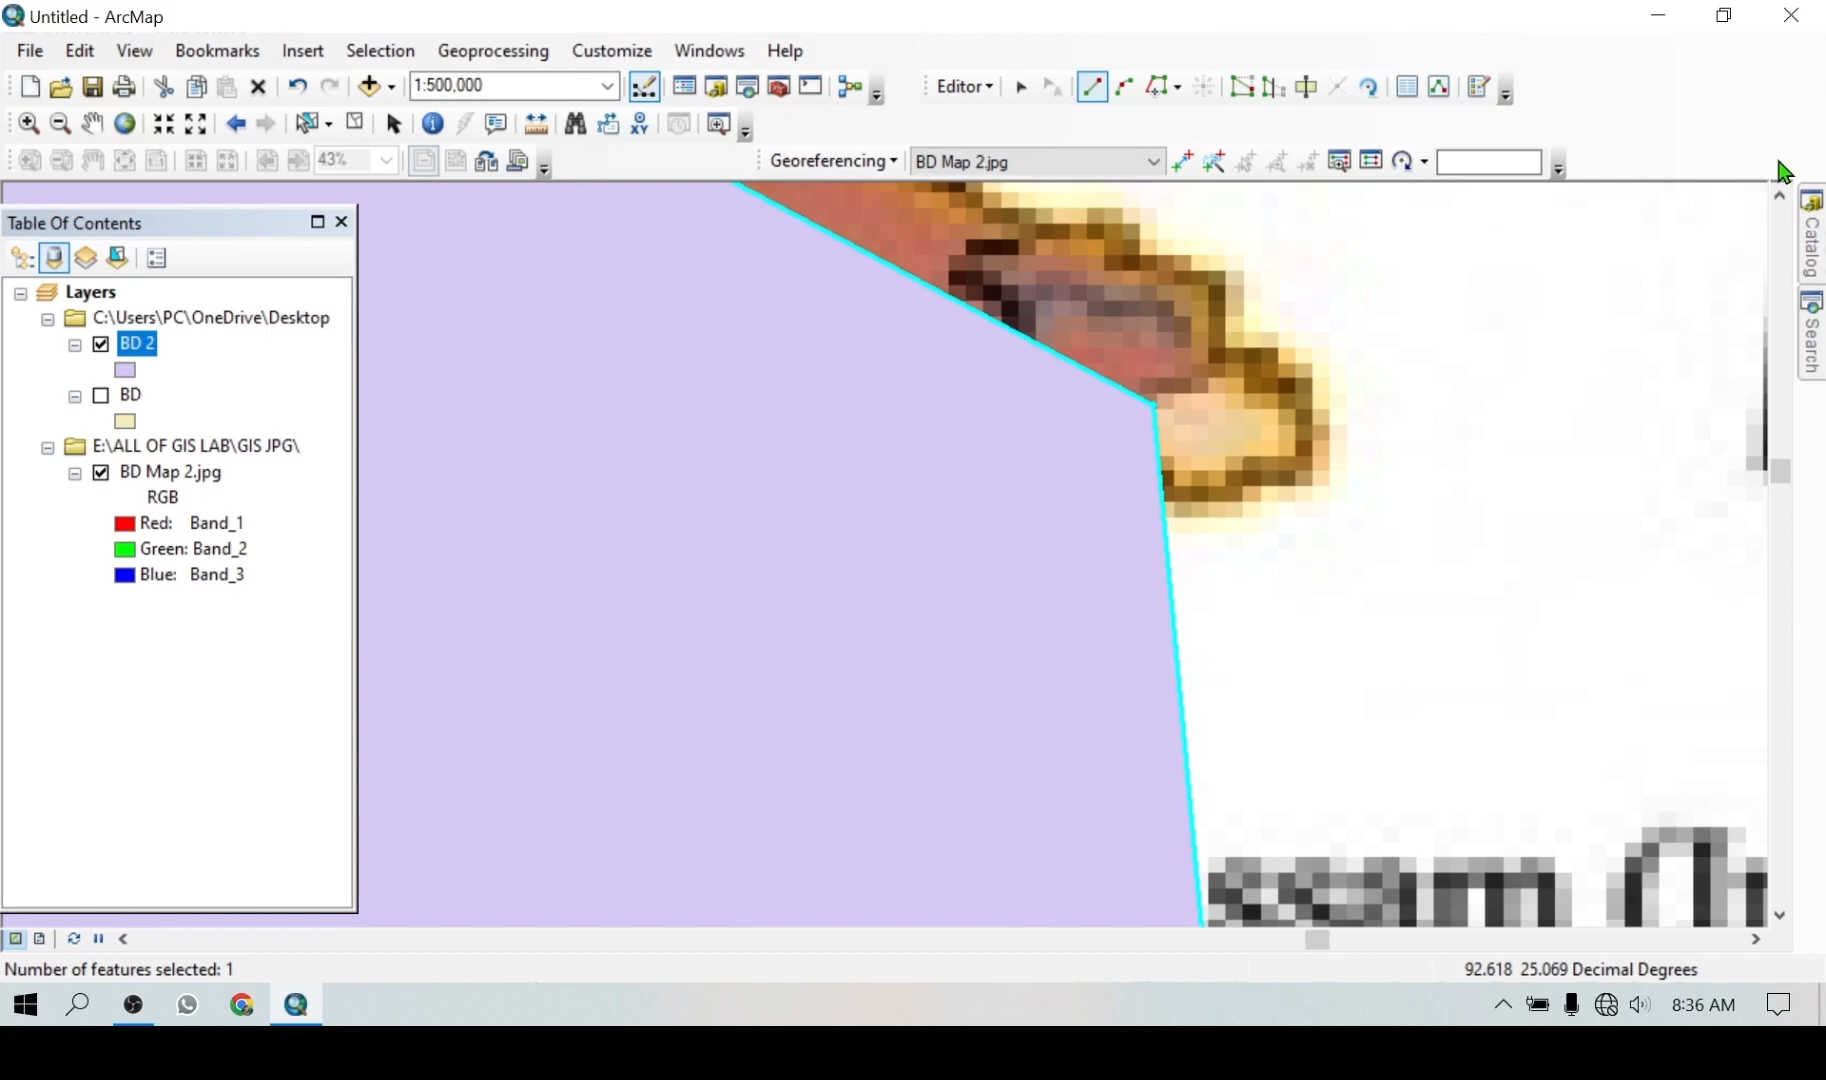 Untitled - ArcMap
File Edit View Bookmarks Insert Selection Geoprocessing Customize Windows Help
1:500,000 Editor
43% Georeferencing BD Map 2.jpg
Table Of Contents
Layers
C:\Users\PC\OneDrive\Desktop
BD 2
BD
E:\ALL OF GIS LAB\GIS JPG\
BD Map 2.jpg
RGB
Red: Band_1
Green: Band_2
Blue: Band_3
Catalog
Search
Number of features selected: 1
92.618 25.069 Decimal Degrees
8:36 AM